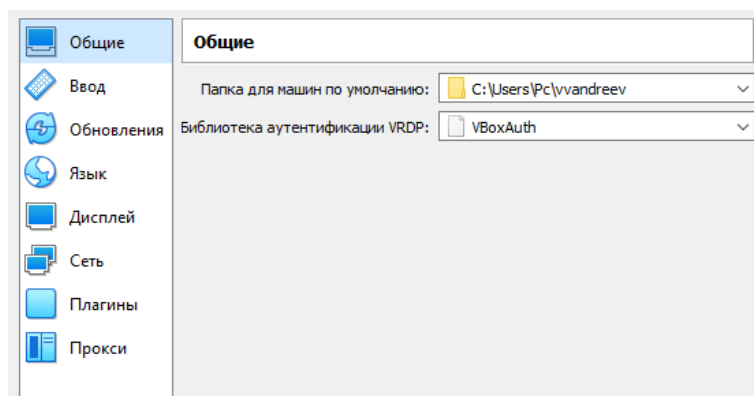 Общие
Ввод
Обновления
Язык
Дисплей
Сеть
Плагины
Прокси
Общие
Папка для машин по умолчанию: C:\Users\Pc\vvandreev
Библиотека аутентификации VRDP: VBoxAuth